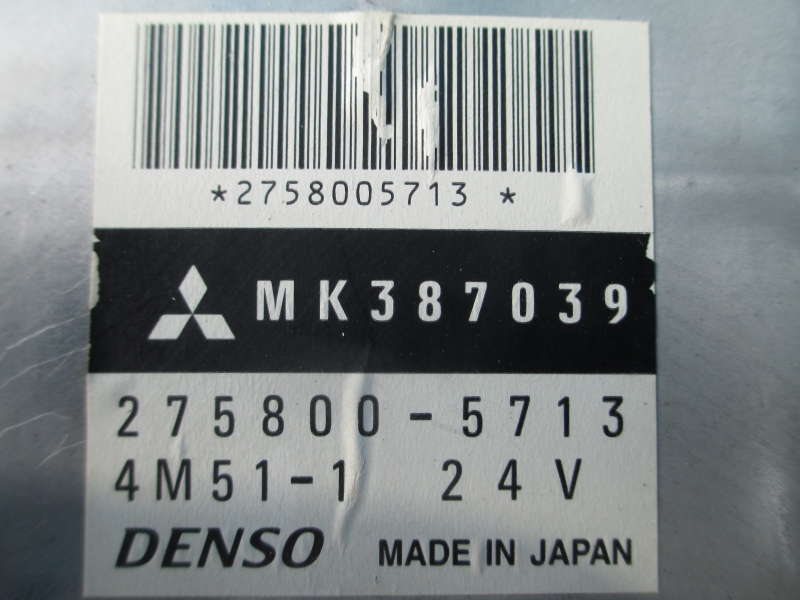 *2758005713 *
MK387039
275800-5713
4M51-1 24V
DENSO MADE IN JAPAN